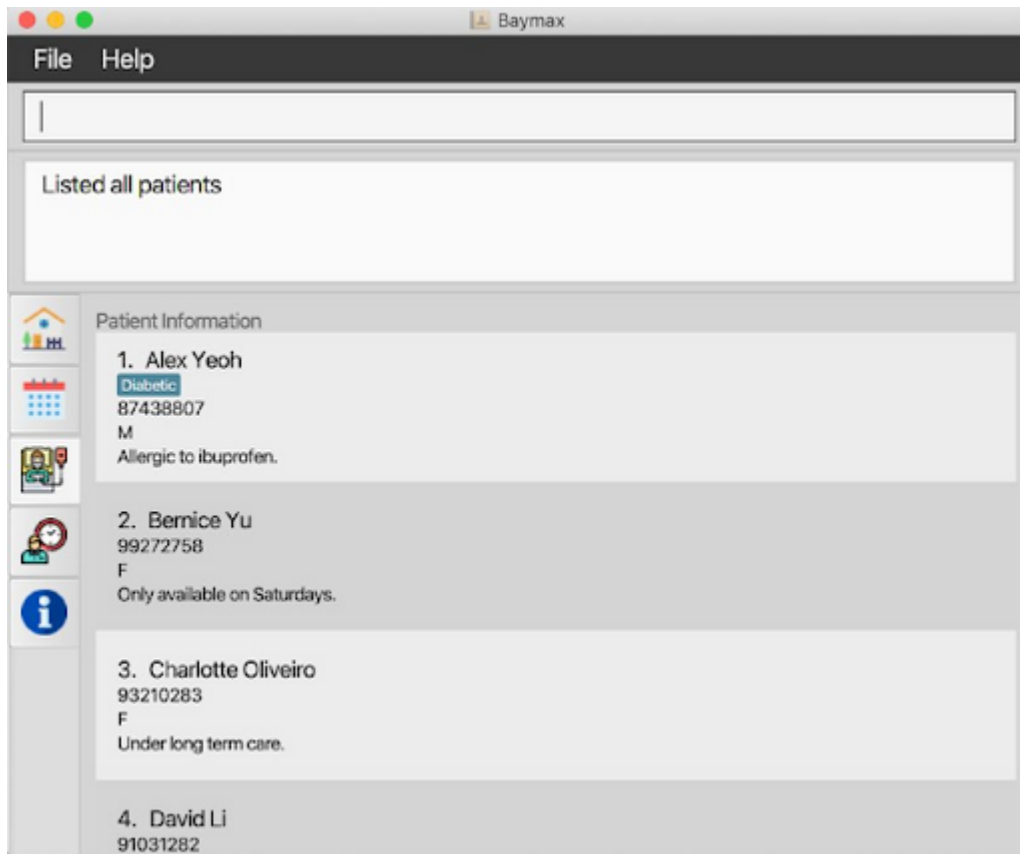 Baymax
File Help
Listed all patients
Patient Information
1. Alex Yeoh
Diabetic
87438807
M
Allergic to ibuprofen.
2. Bernice Yu
99272758
F
Only available on Saturdays.
3. Charlotte Oliveiro
93210283
F
Under long term care.
4. David Li
91031282